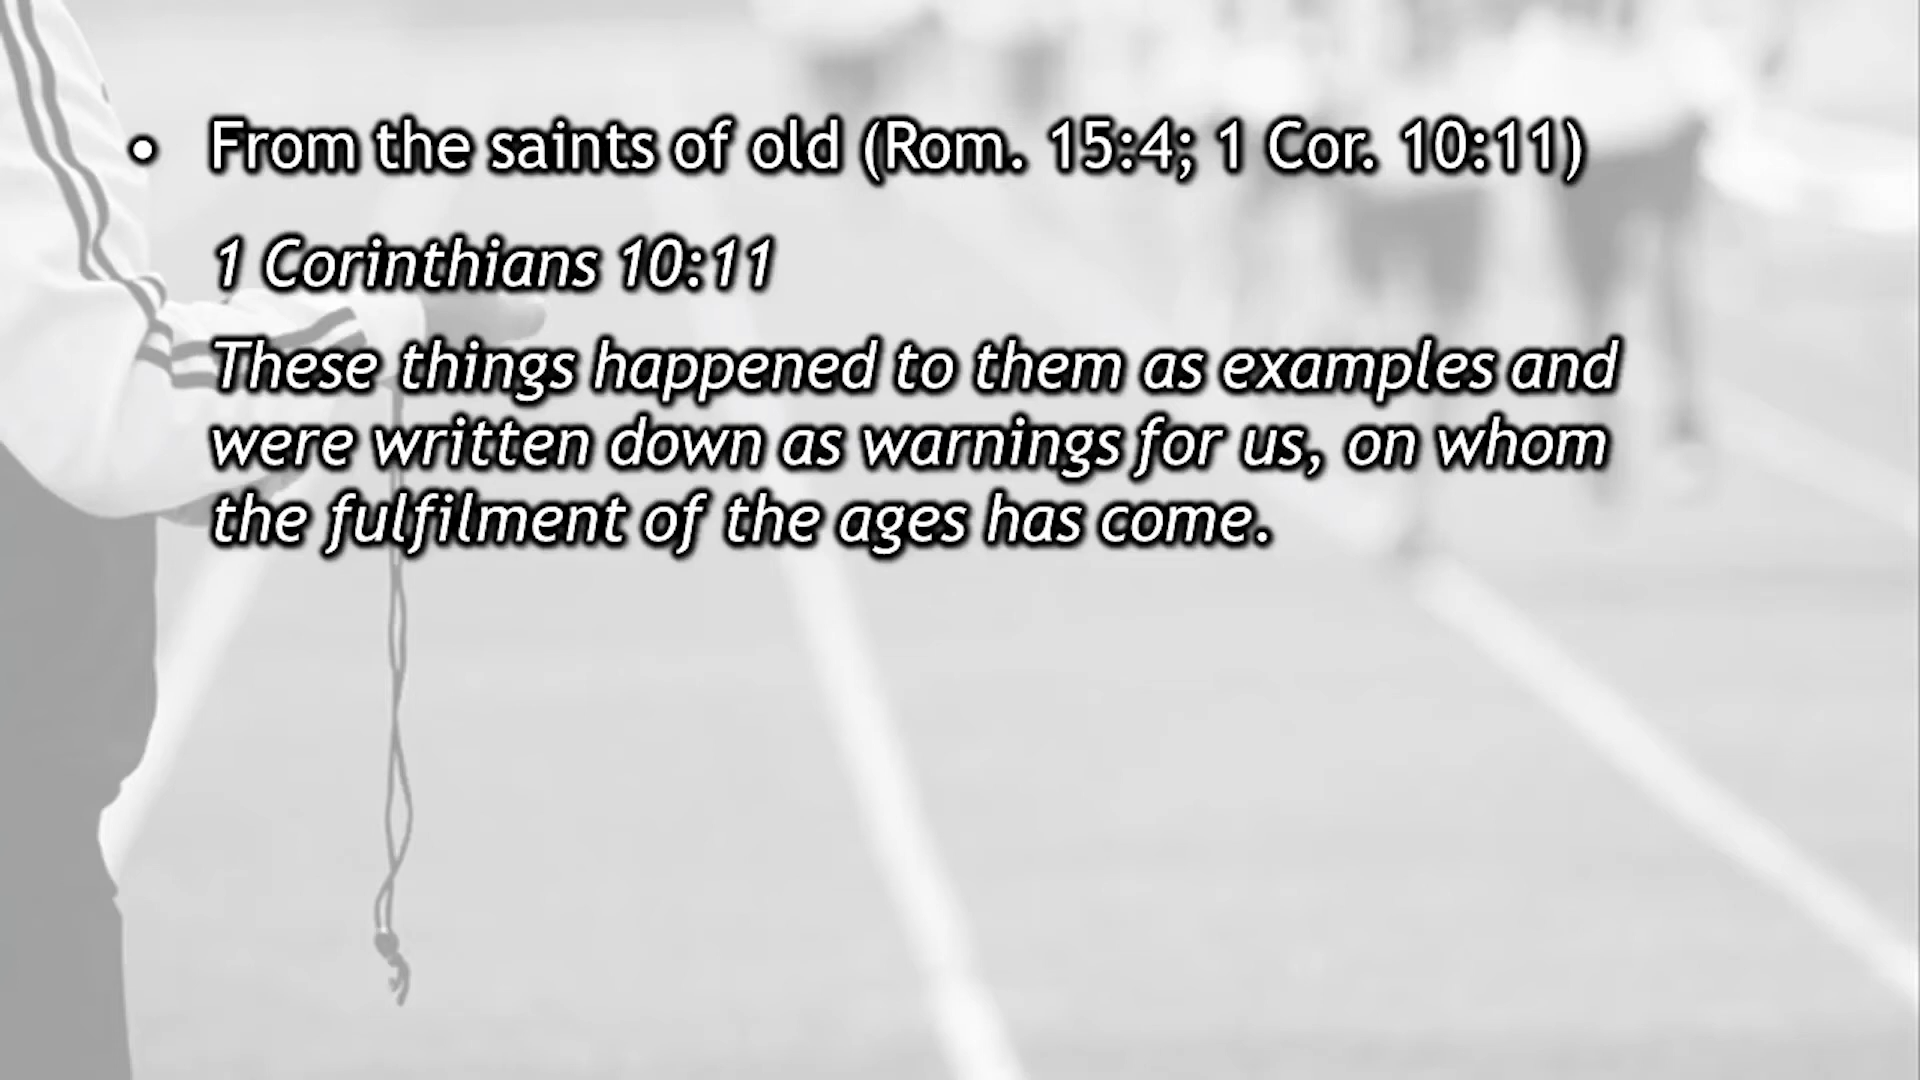 • From the saints of old (Rom. 15:4; 1 Cor. 10:11)
1 Corinthians 10:11
These things happened to them as examples and
were written down as warnings for us, on whom
the fulfilment of the ages has come.